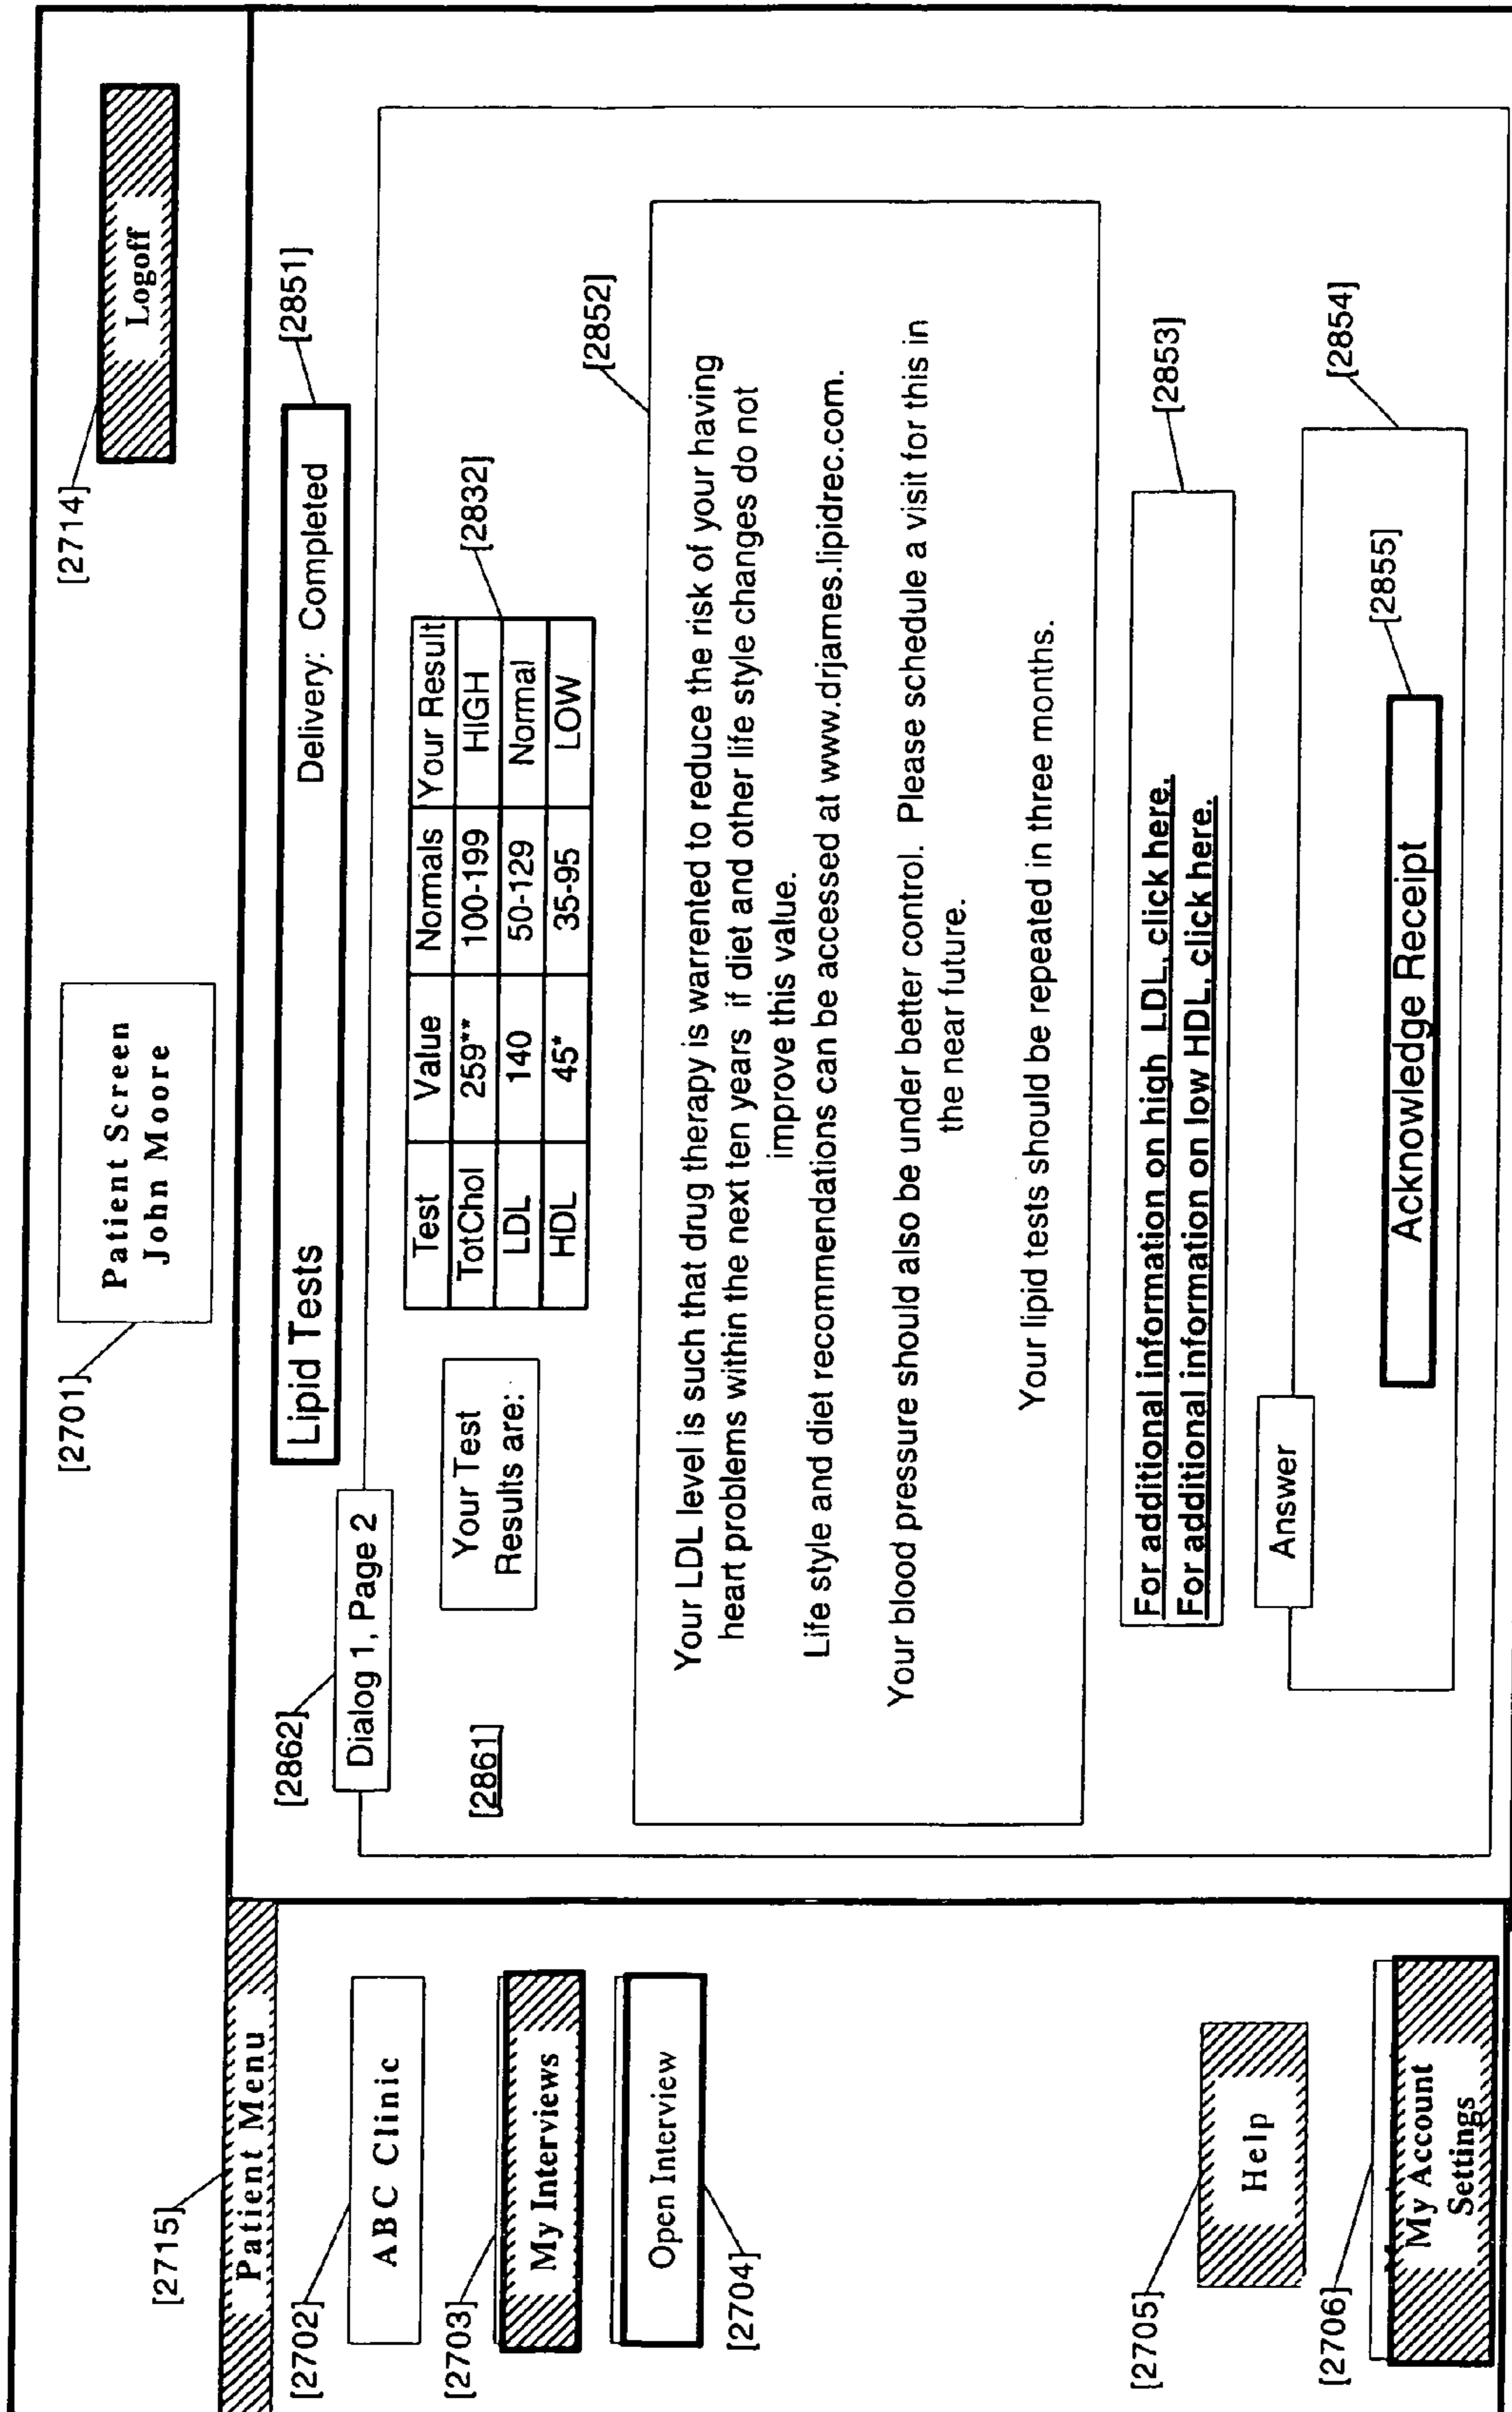 [2701]
Patient Screen
John Moore
[2714]
Logoff
[2715]
Patient Menu
[2702]
ABC Clinic
[2703]
My Interviews
Open Interview
[2704]
[2705]
Help
[2706]
My Account
Settings
[2862]
Dialog 1, Page 2
Lipid Tests Delivery: Completed
[2851]
[2861]
Your Test
Results are:
Test Value Normals Your Result
TotChol 259** 100-199 HIGH
LDL 140 50-129 Normal
HDL 45* 35-95 LOW
[2832]
[2852]
Your LDL level is such that drug therapy is warrented to reduce the risk of your having
heart problems within the next ten years if diet and other life style changes do not
improve this value.
Life style and diet recommendations can be accessed at www.drjames.lipidrec.com.
Your blood pressure should also be under better control. Please schedule a visit for this in
the near future.
Your lipid tests should be repeated in three months.
For additional information on high LDL, click here.
For additional information on low HDL, click here.
[2853]
Answer
[2854]
Acknowledge Receipt
[2855]